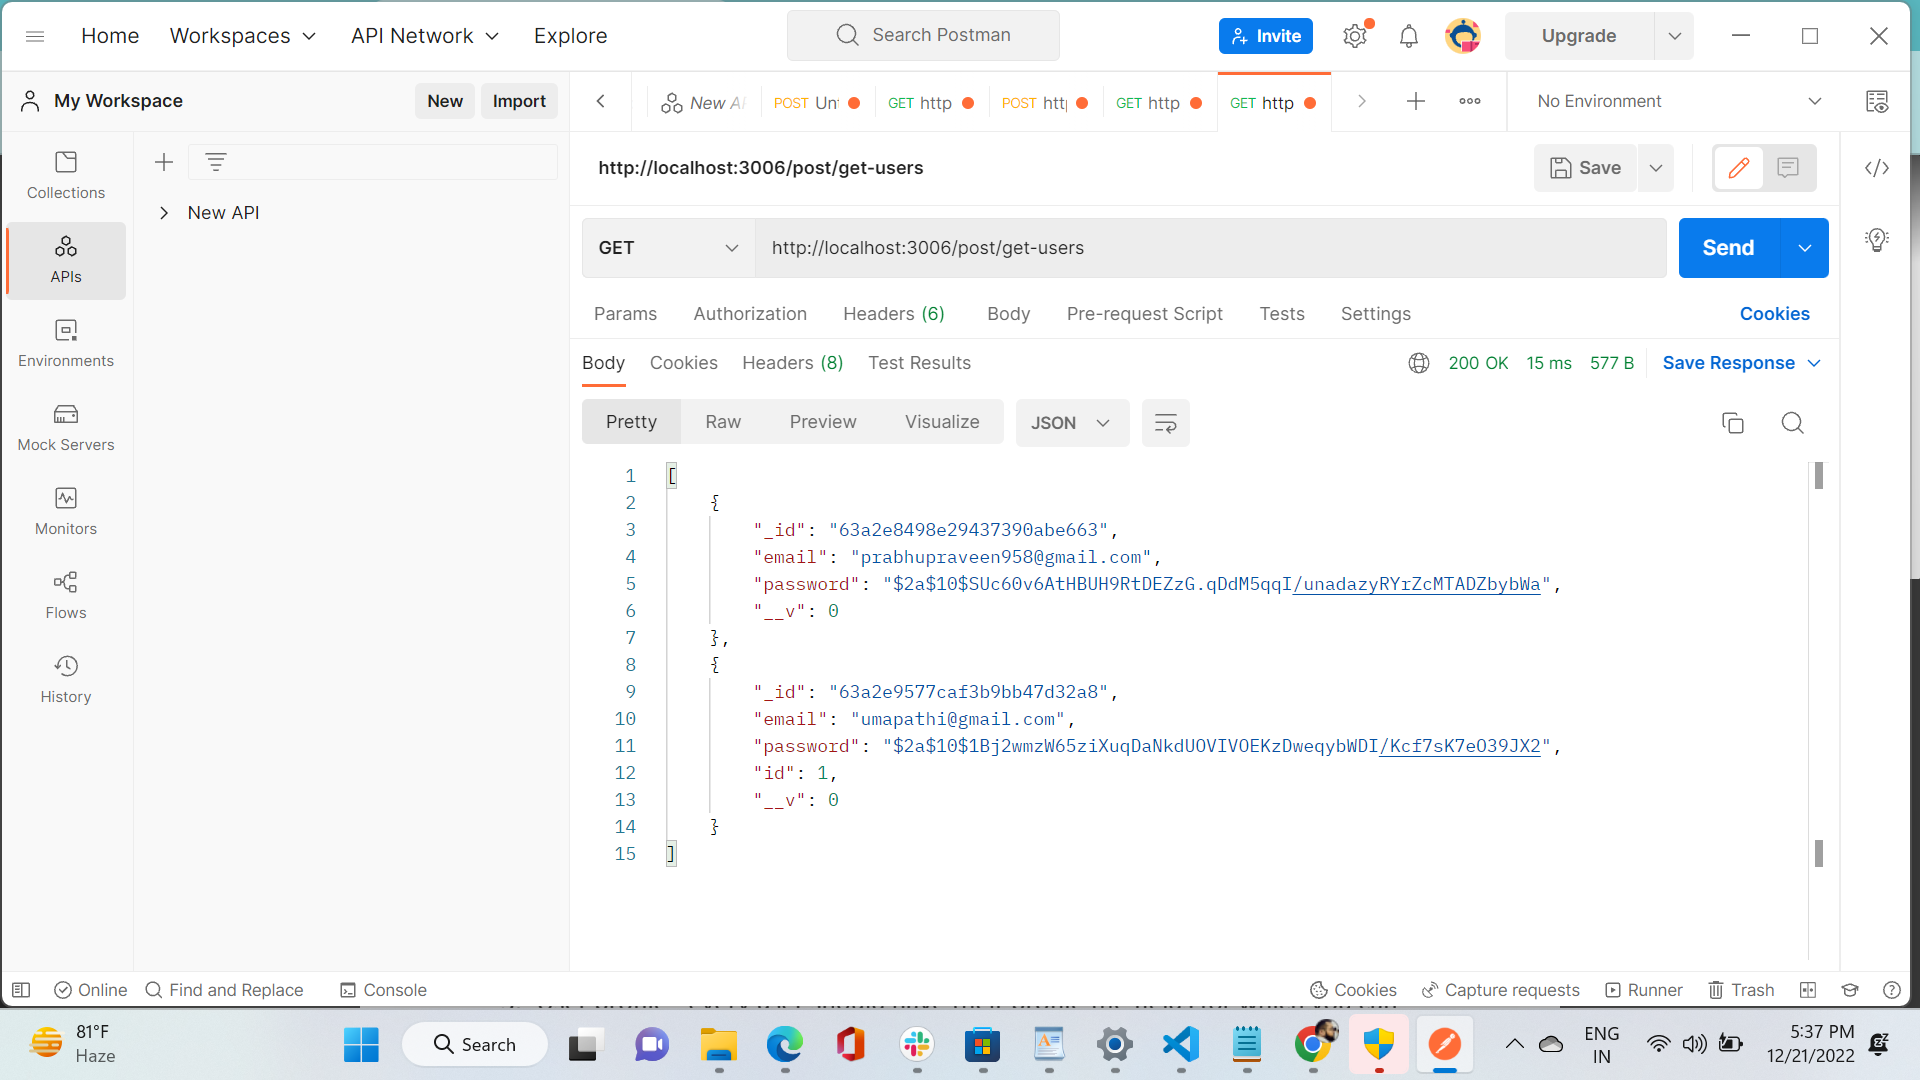 Home Workspaces API Network Explore Search Postman Invite Upgrade
My Workspace New Import New AP POST Unt GET http POST http GET http GET http No Environment
Collections
New API
APIs
Environments
Mock Servers
Monitors
Flows
History
http://localhost:3006/post/get-users Save
GET http://localhost:3006/post/get-users Send
Params Authorization Headers (6) Body Pre-request Script Tests Settings Cookies
Body Cookies Headers (8) Test Results 200 OK 15 ms 577 B Save Response
Pretty Raw Preview Visualize JSON
1 [
2 {
3 "_id": "63a2e8498e29437390abe663",
4 "email": "prabhupraveen958@gmail.com",
5 "password": "$2a$10$SUc60v6AtHBUH9RtDEZzG.qDdM5qqI/unadazyRYrZcMTADZbybWa",
6 "__v": 0
7 },
8 {
9 "_id": "63a2e9577caf3b9bb47d32a8",
10 "email": "umapathi@gmail.com",
11 "password": "$2a$10$1Bj2wmzW65ziXuqDaNkdUOVIVOEKzDweqybWDI/Kcf7sK7eO39JX2",
12 "id": 1,
13 "__v": 0
14 }
15 ]
Online Find and Replace Console Cookies Capture requests Runner Trash
81°F
Haze
Search
ENG
IN
5:37 PM
12/21/2022